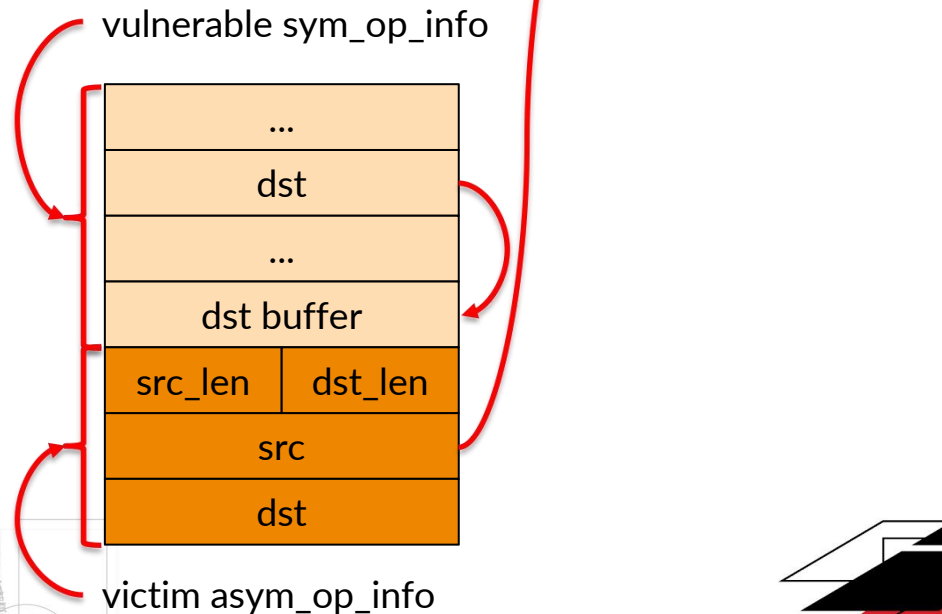 vulnerable sym_op_info
...
dst
...
dst buffer
src_len dst_len
src
dst
victim asym_op_info